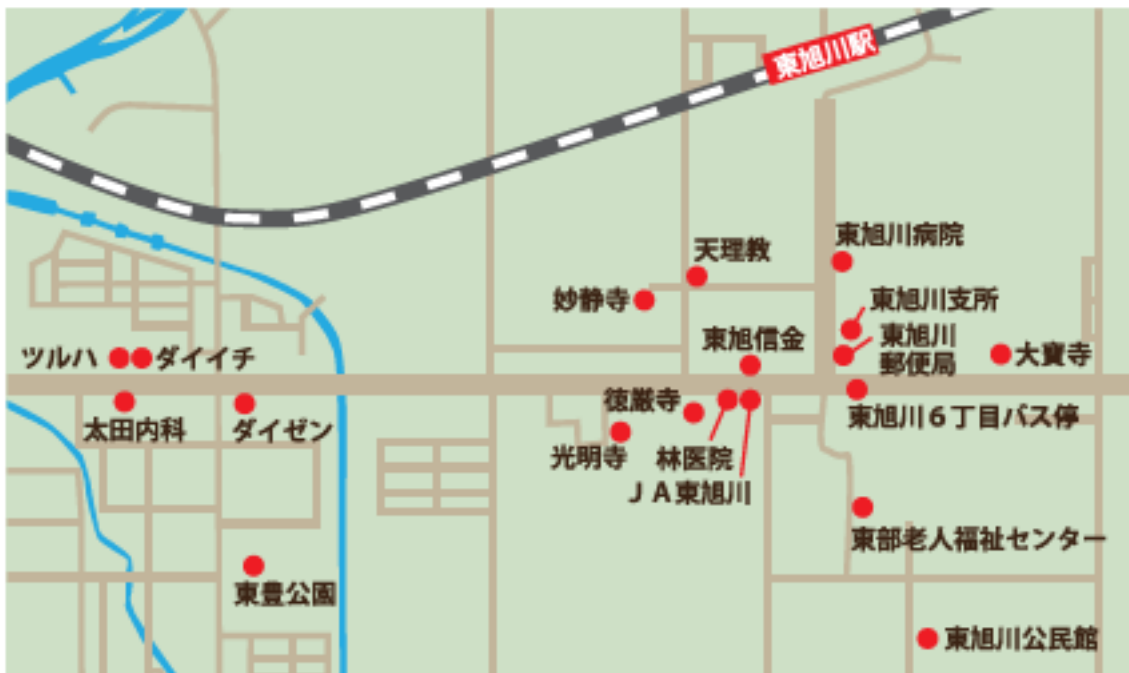 東旭川駅
東旭川病院
天理教
妙静寺
東旭川支所
東旭信金
東旭川
郵便局
大寶寺
ツルハ
ダイイチ
徳厳寺
東旭川６丁目バス停
太田内科
ダイゼン
光明寺
林医院
ＪＡ東旭川
東部老人福祉センター
東豊公園
東旭川公民館